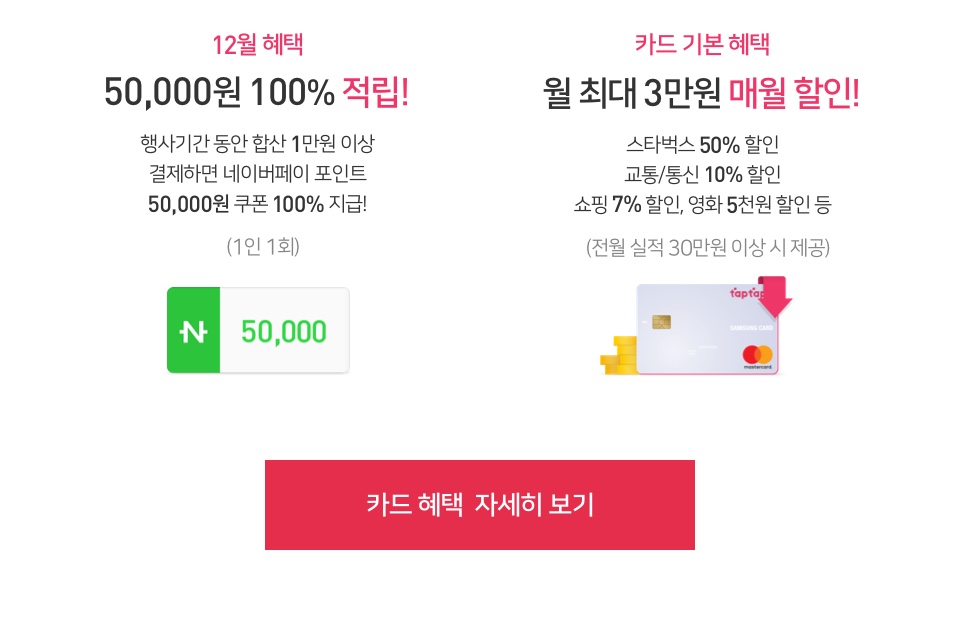 12월 혜택
50,000원 100% 적립!
행사기간 동안 합산 1만원 이상
결제하면 네이버페이 포인트
50,000원 쿠폰 100% 지급!
(1인 1회)
N 50,000
카드 기본 혜택
월 최대 3만원 매월 할인!
스타벅스 50% 할인
교통/통신 10% 할인
쇼핑 7% 할인, 영화 5천원 할인 등
(전월 실적 30만원 이상 시 제공)
taptap
SAMSUNG CARD
mastercard
카드 혜택 자세히 보기